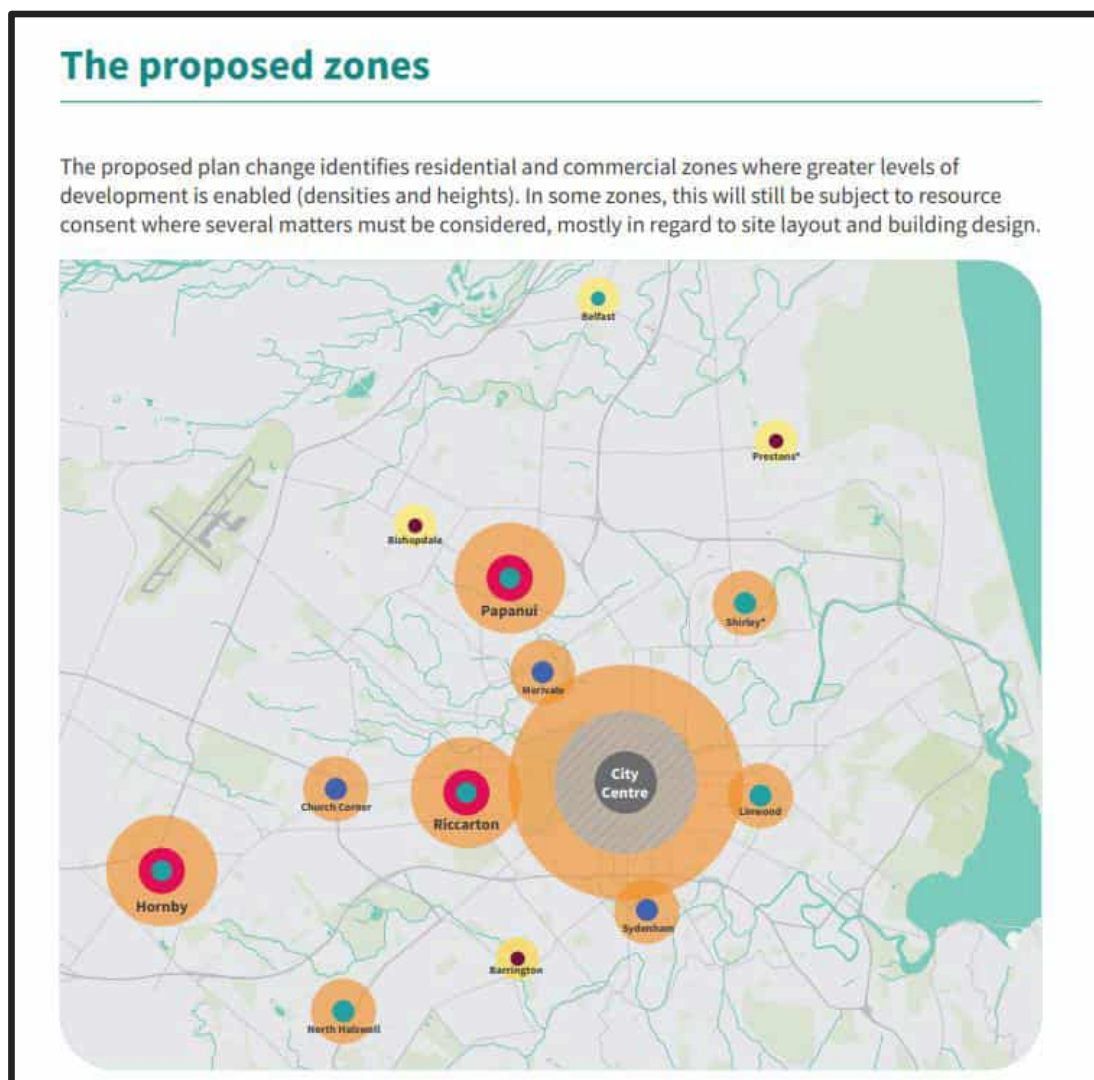 The proposed zones
The proposed plan change identifies residential and commercial zones where greater levels of
development is enabled (densities and heights). In some zones, this will still be subject to resource
consent where several matters must be considered, mostly in regard to site layout and building design.
Belfast
Prestons*
Bishopdale
Papanui
Shirley*
Merivale
City
Centre
Church Corner
Riccarton
Linwood
Hornby
Sydenham
Barrington
North Halswell